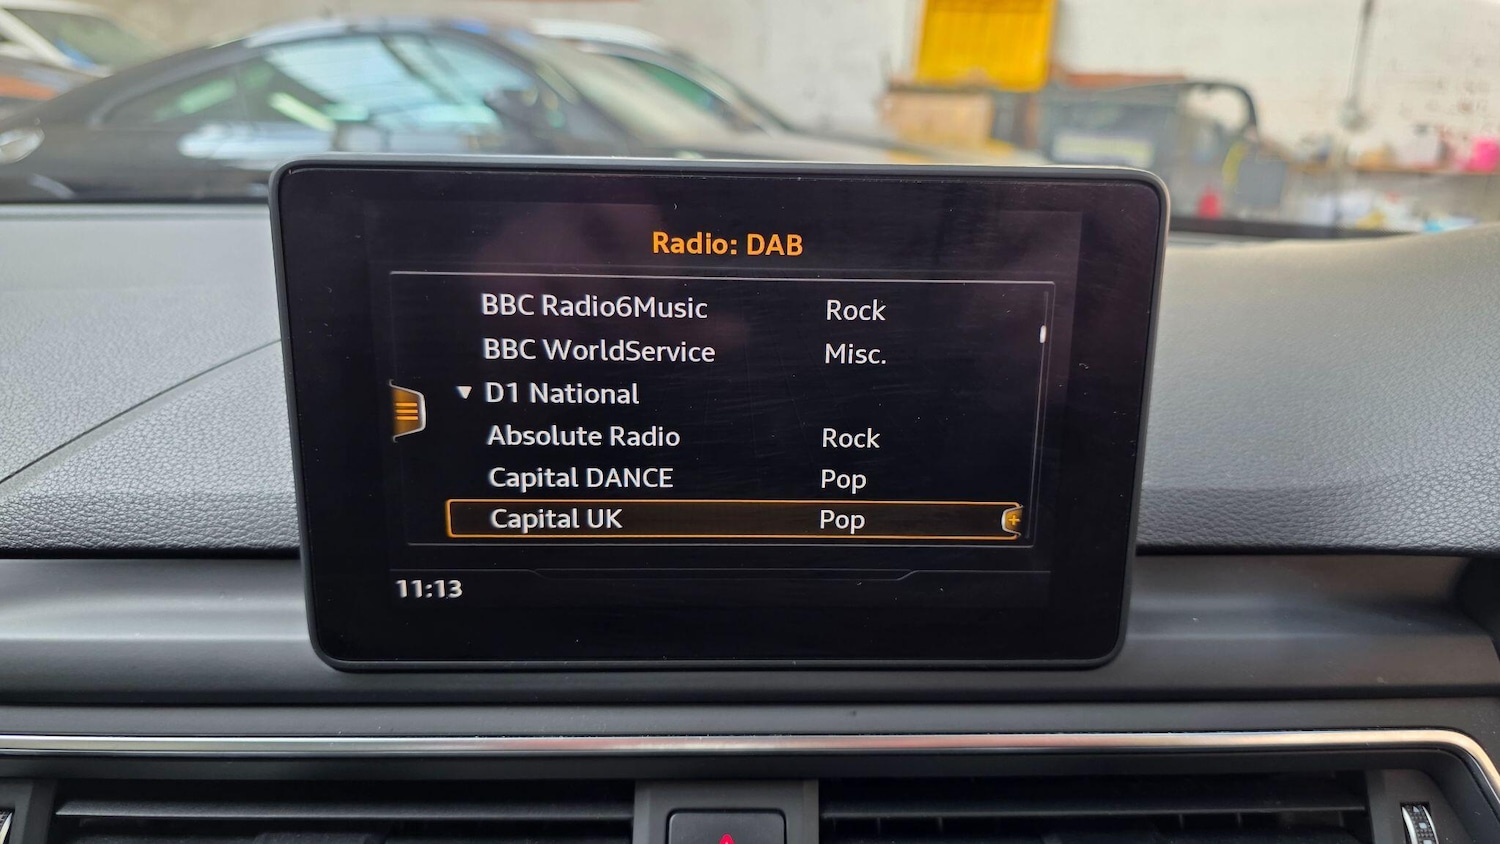 Radio: DAB
BBC Radio6Music Rock
BBC WorldService Misc.
D1 National
Absolute Radio Rock
Capital DANCE Pop
Capital UK Pop
11:13